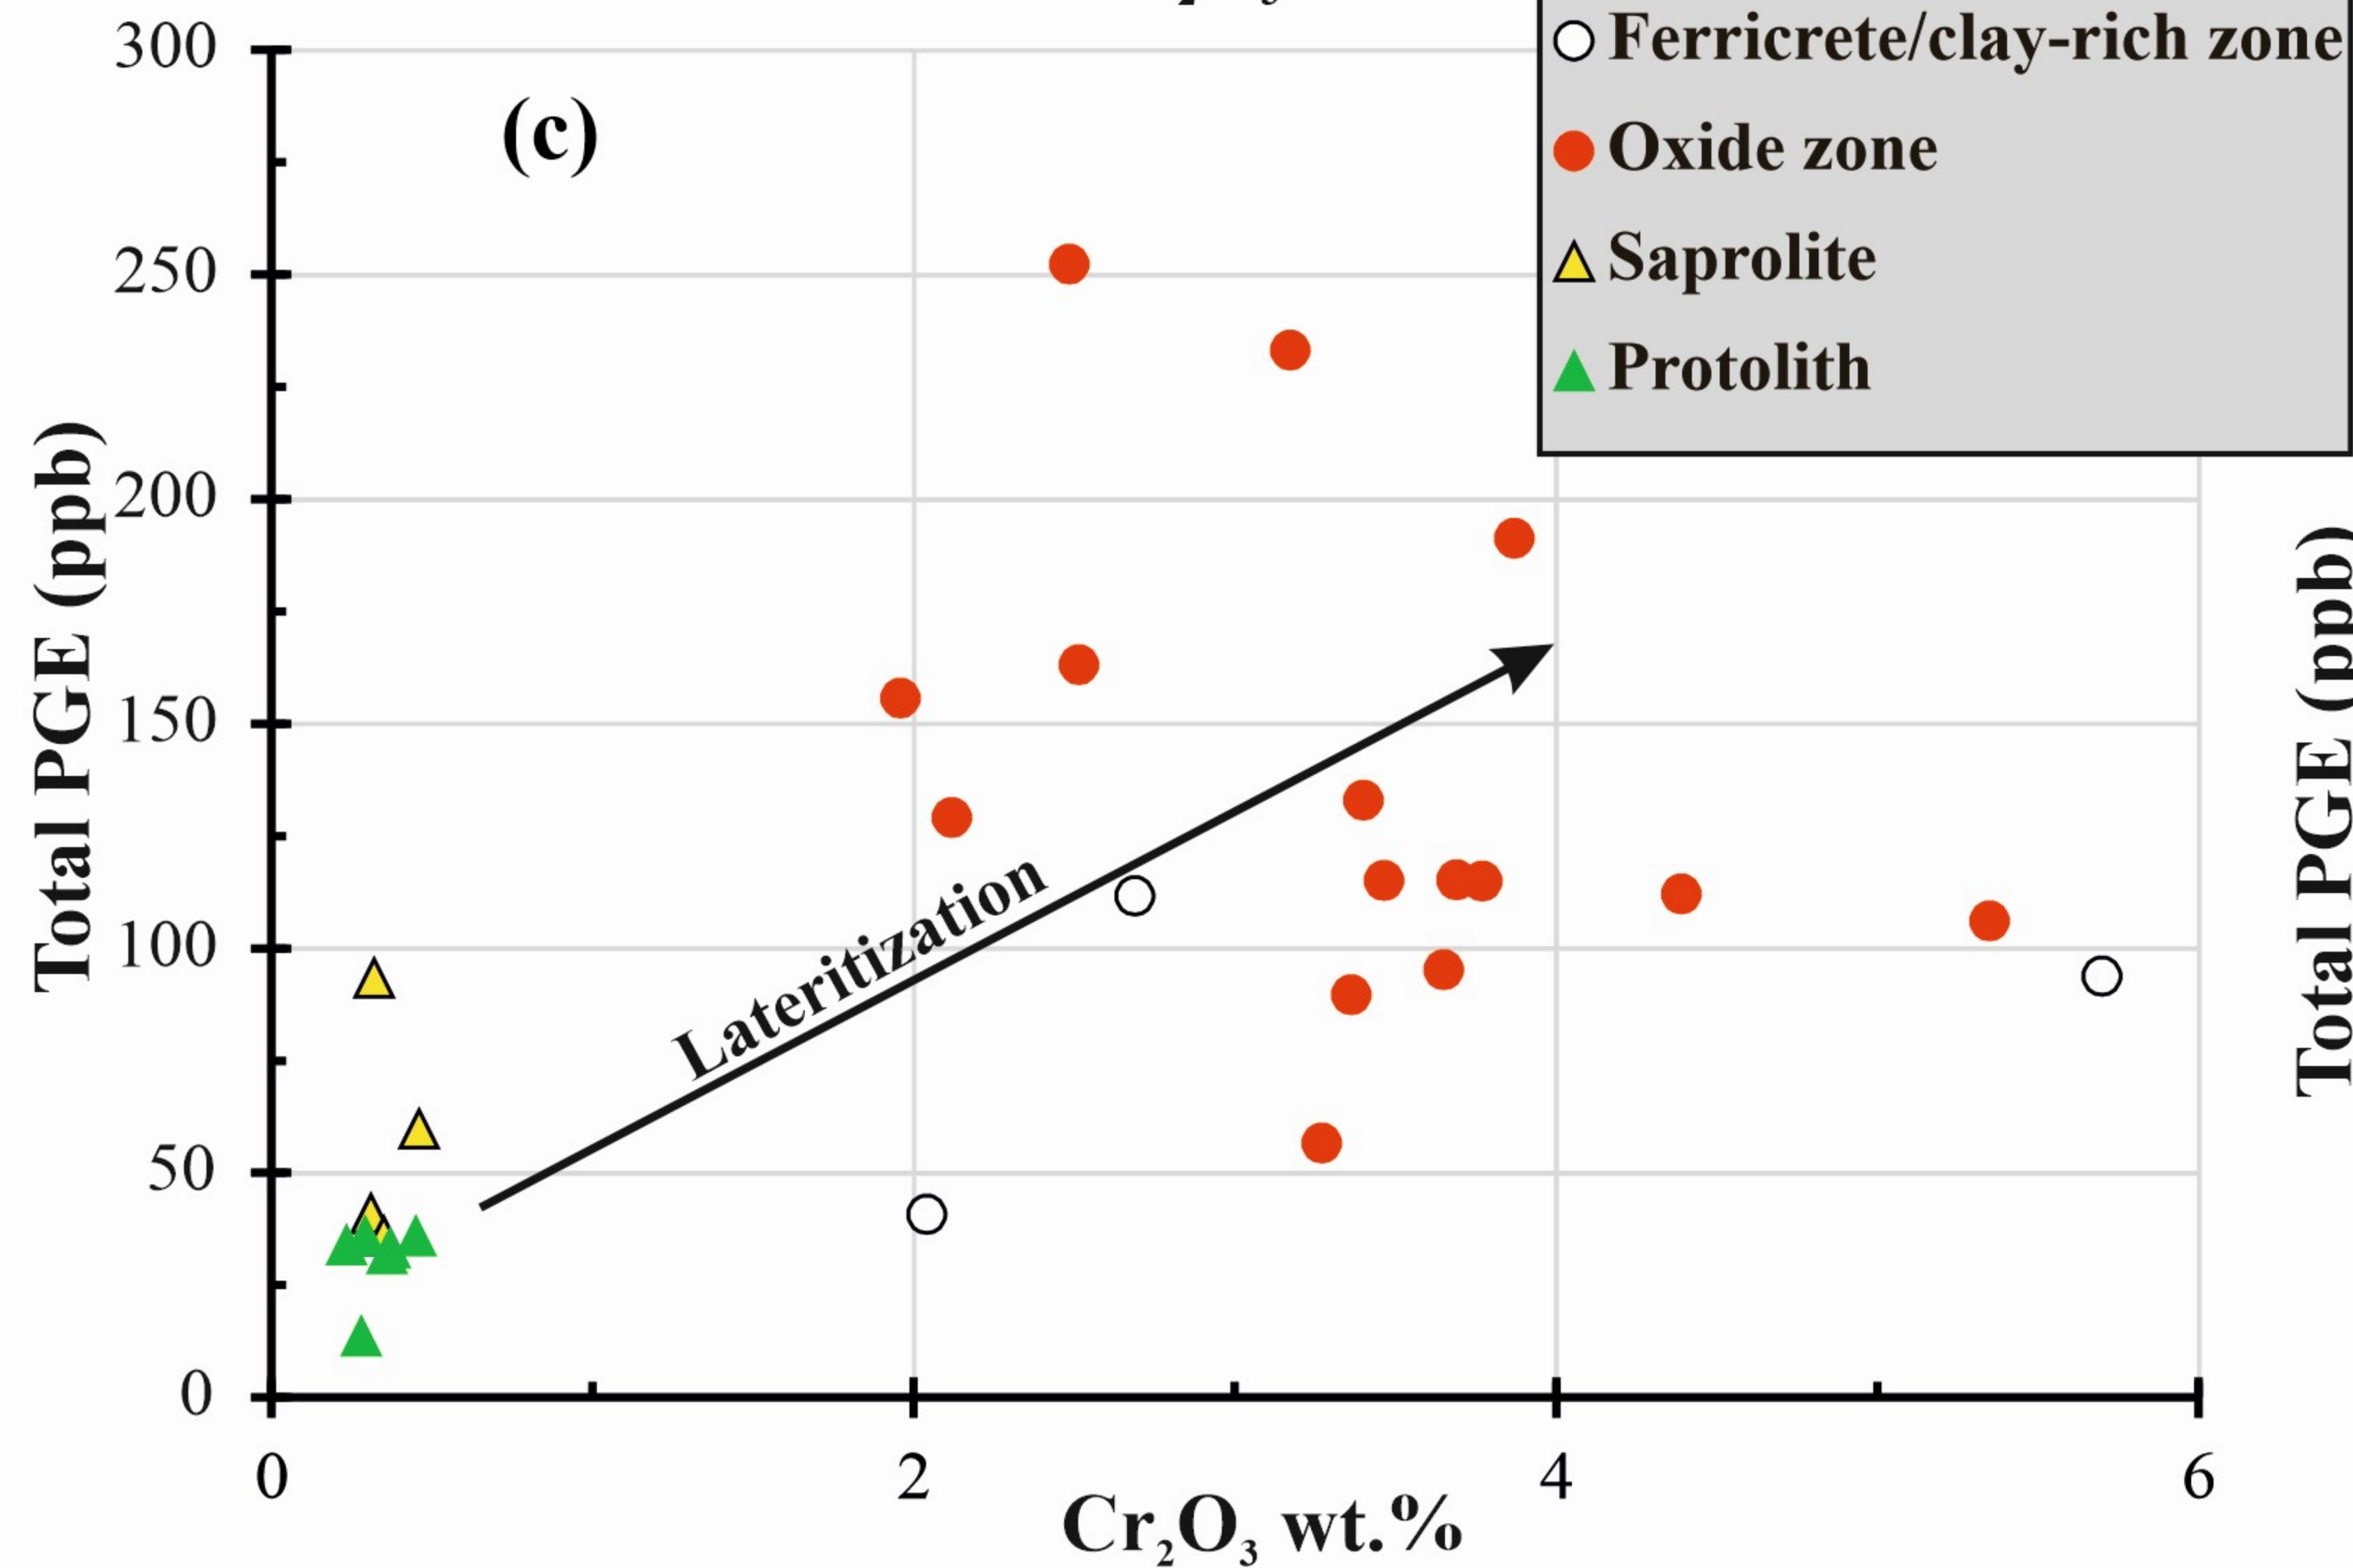 (c)
Ferricrete/clay-rich zone
Oxide zone
Saprolite
Protolith
Total PGE (ppb)
300
250
200
150
100
50
0
Lateritization
0 2 4 6
Cr₂O₃ wt.%
Total PGE (ppb)